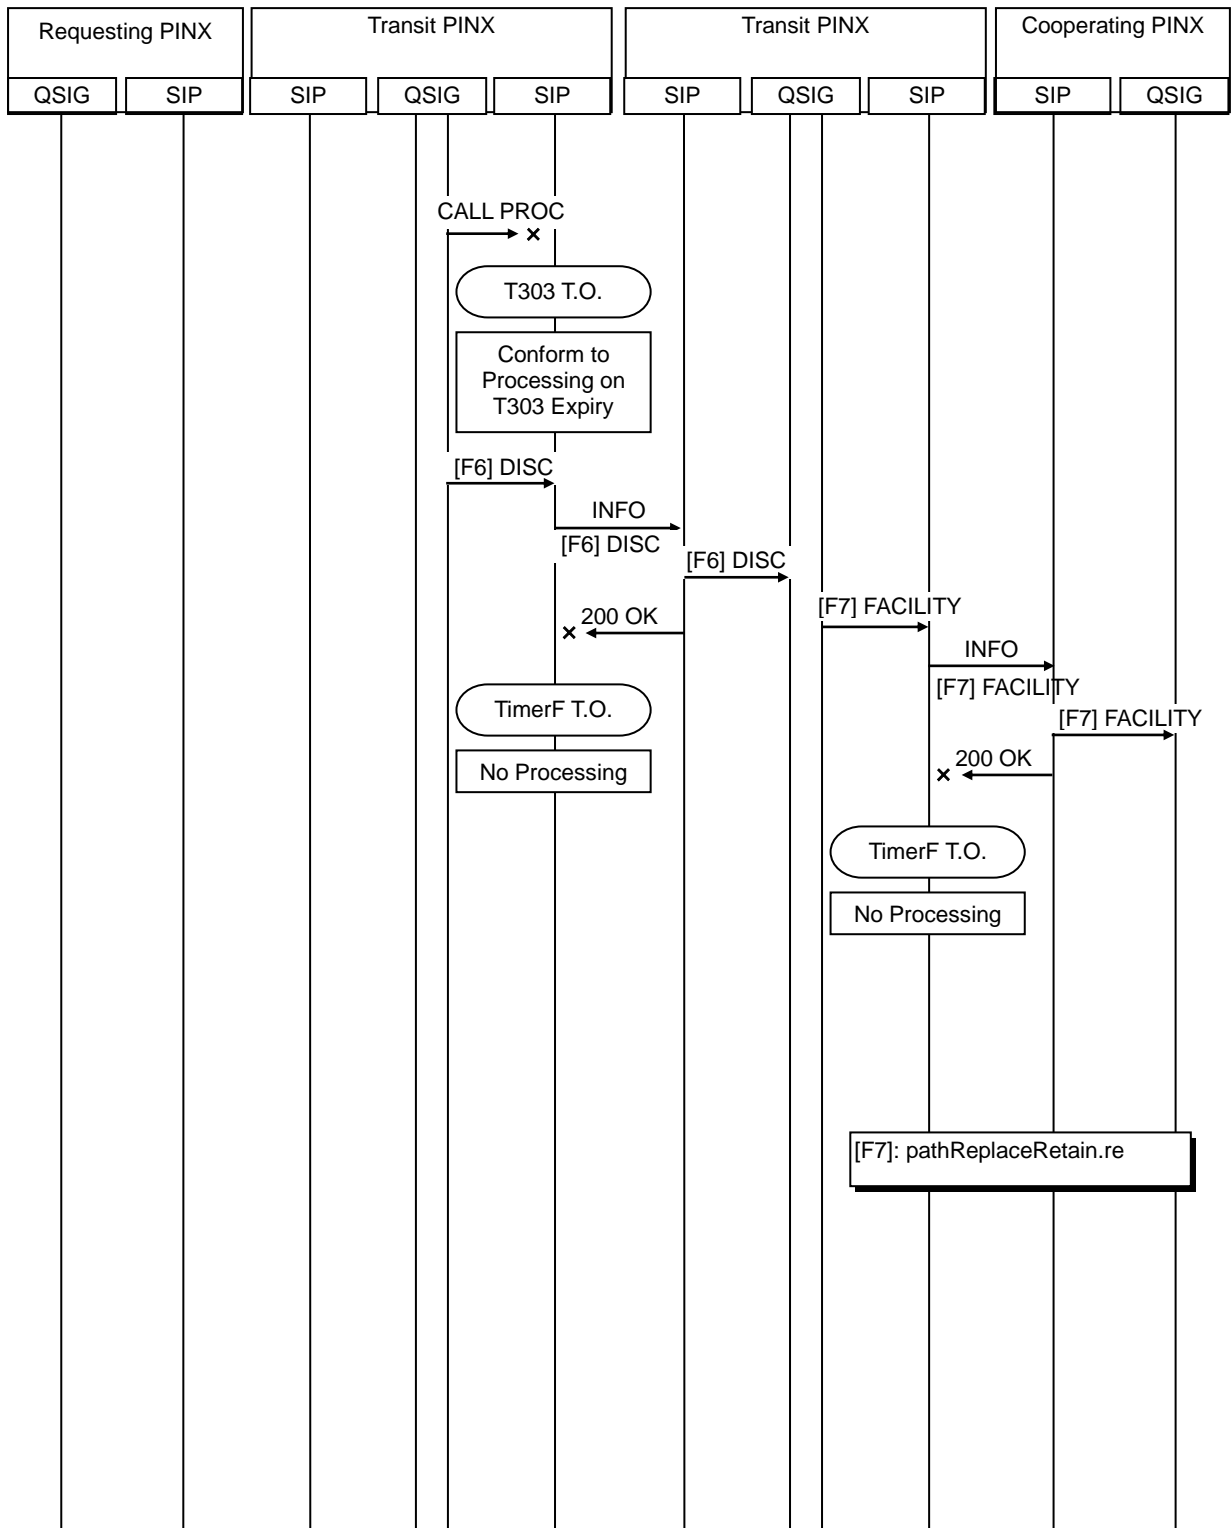 Requesting PINX
Transit PINX
Transit PINX
Cooperating PINX
QSIG
SIP
SIP
QSIG
SIP
SIP
QSIG
SIP
SIP
QSIG
CALL PROC
T303 T.O.
Conform to
Processing on
T303 Expiry
[F6] DISC
INFO
[F6] DISC
[F6] DISC
[F7] FACILITY
200 OK
INFO
[F7] FACILITY
TimerF T.O.
[F7] FACILITY
No Processing
200 OK
TimerF T.O.
No Processing
[F7]: pathReplaceRetain.re